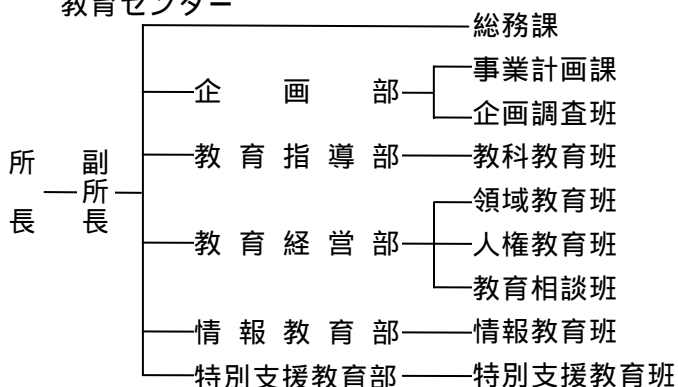 教育センター
総務課
企画部
事業計画課
企画調査班
教育指導部
教科教育班
所長
副所長
教育経営部
領域教育班
人権教育班
教育相談班
情報教育部
情報教育班
特別支援教育部
特別支援教育班